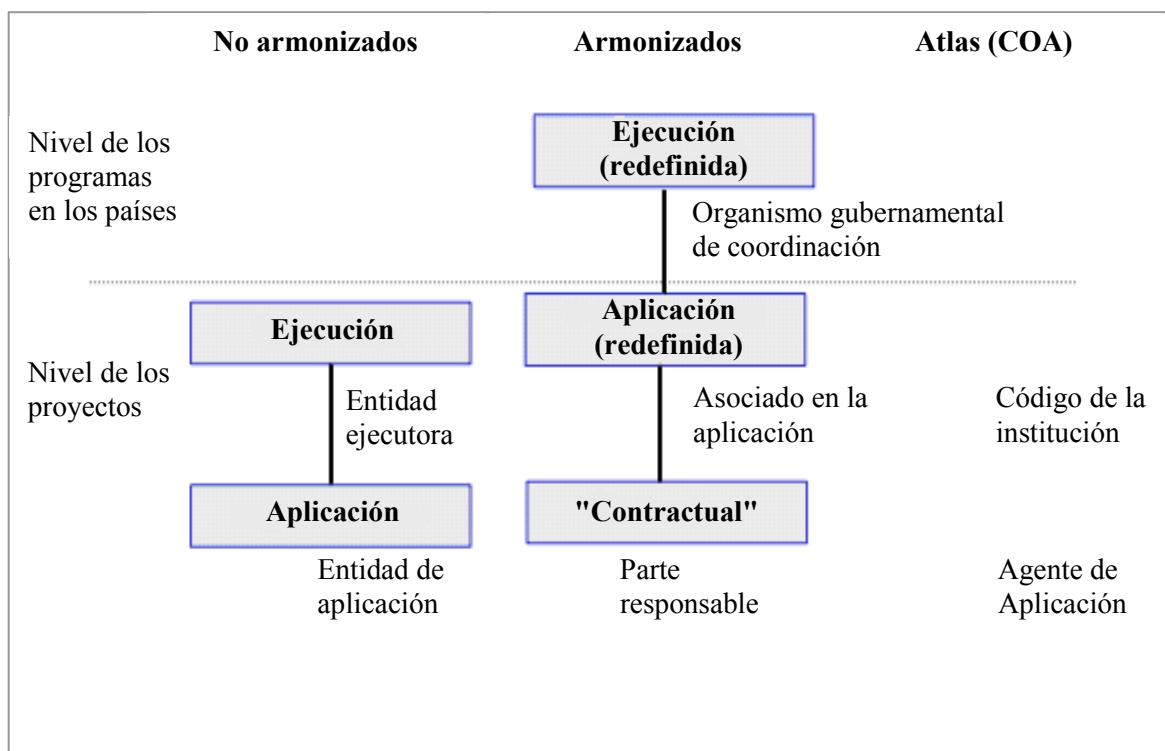 No armonizados
Armonizados
Atlas (COA)
Nivel de los
programas
en los países
Ejecución
(redefinida)
Organismo gubernamental
de coordinación
Nivel de los
proyectos
Ejecución
Aplicación
(redefinida)
Entidad
ejecutora
Asociado en la
aplicación
Código de la
institución
Aplicación
"Contractual"
Entidad de
aplicación
Parte
responsable
Agente de
Aplicación